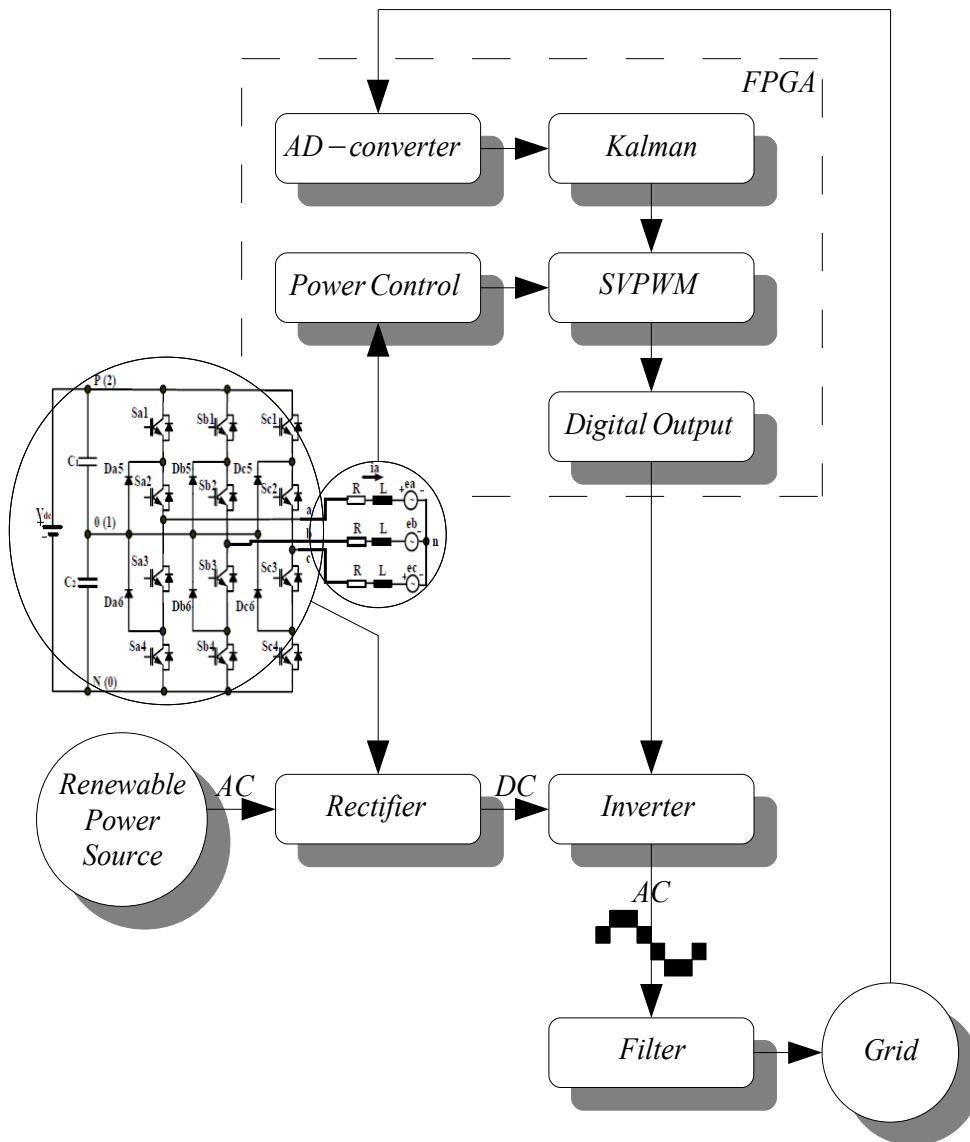 FPGA
AD-converter
Kalman
Power Control
SVPWM
Digital Output
P (2)
Sa1
Sb1
Sc1
C1
Da5
Db5
Dc5
Sa2
Sb2
Sc2
Vdc
+
-
0 (1)
a
b
c
C2
Sa3
Sb3
Sc3
Da6
Db6
Dc6
Sa4
Sb4
Sc4
N (0)
ia
R L + ea -
R L eb -
n
R L + ec -
Renewable
Power
Source
AC
Rectifier
DC
Inverter
AC
Filter
Grid